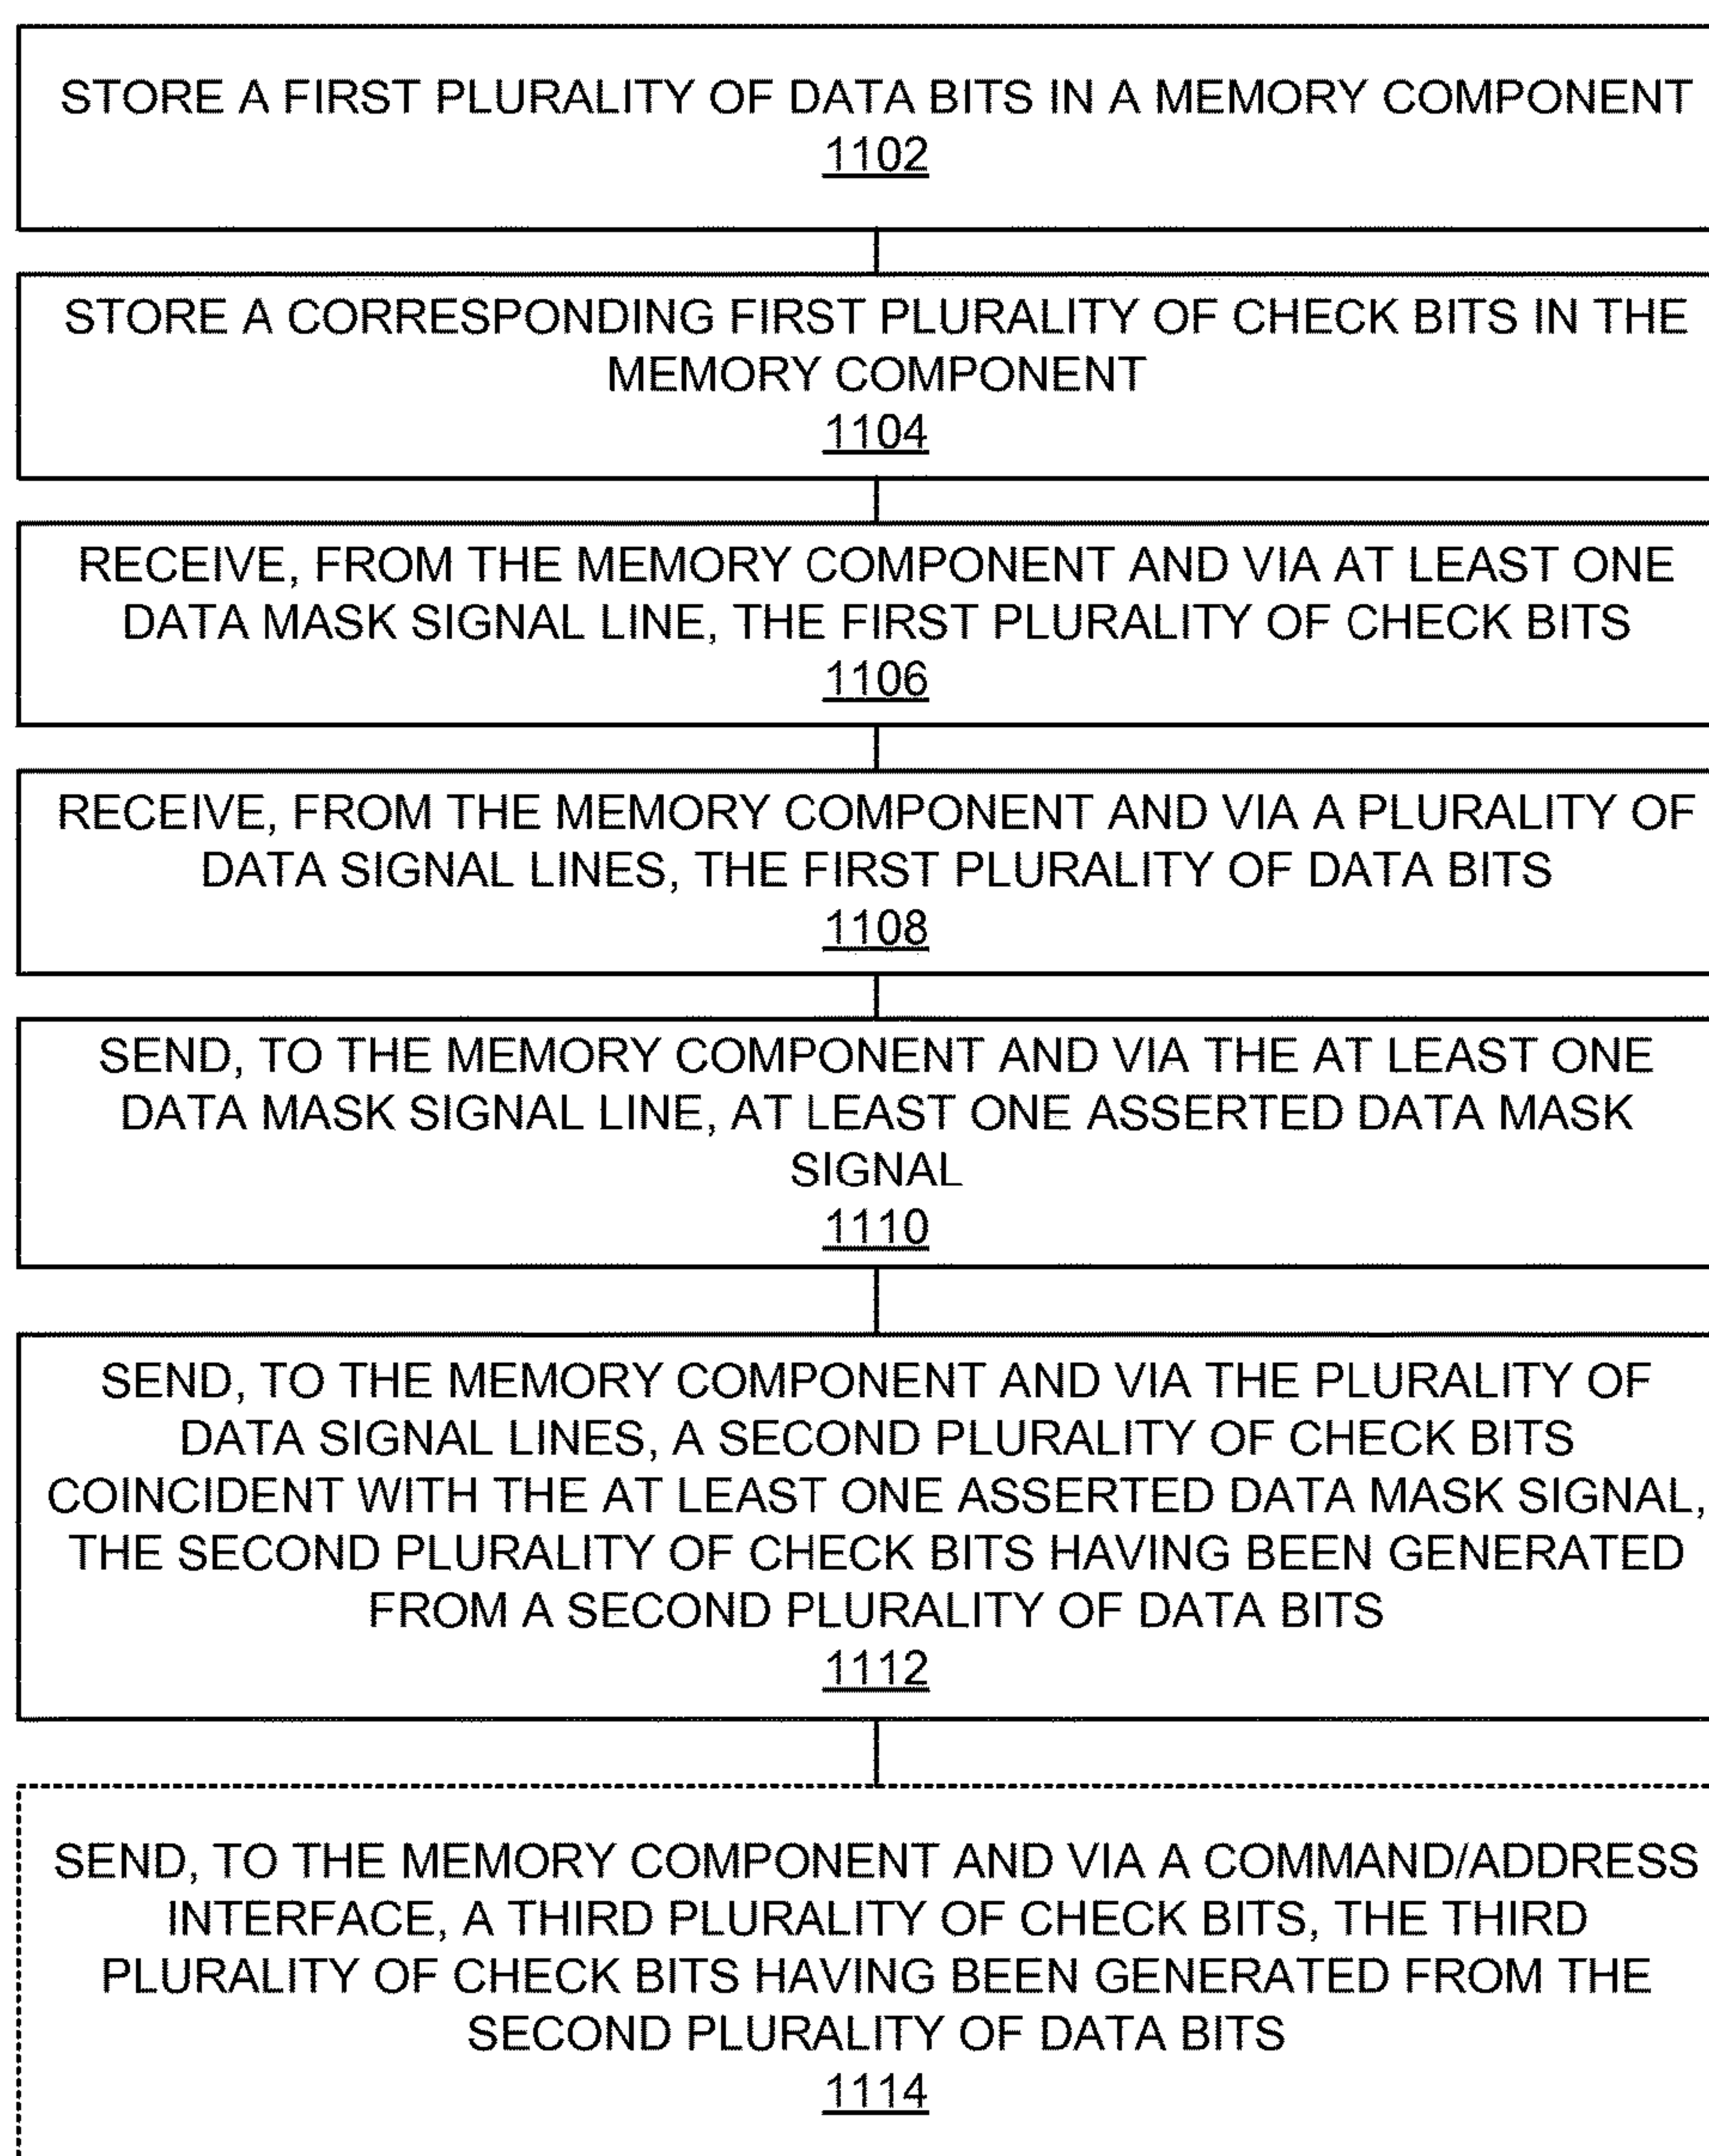 STORE A FIRST PLURALITY OF DATA BITS IN A MEMORY COMPONENT
1102
STORE A CORRESPONDING FIRST PLURALITY OF CHECK BITS IN THE
MEMORY COMPONENT
1104
RECEIVE, FROM THE MEMORY COMPONENT AND VIA AT LEAST ONE
DATA MASK SIGNAL LINE, THE FIRST PLURALITY OF CHECK BITS
1106
RECEIVE, FROM THE MEMORY COMPONENT AND VIA A PLURALITY OF
DATA SIGNAL LINES, THE FIRST PLURALITY OF DATA BITS
1108
SEND, TO THE MEMORY COMPONENT AND VIA THE AT LEAST ONE
DATA MASK SIGNAL LINE, AT LEAST ONE ASSERTED DATA MASK
SIGNAL
1110
SEND, TO THE MEMORY COMPONENT AND VIA THE PLURALITY OF
DATA SIGNAL LINES, A SECOND PLURALITY OF CHECK BITS
COINCIDENT WITH THE AT LEAST ONE ASSERTED DATA MASK SIGNAL,
THE SECOND PLURALITY OF CHECK BITS HAVING BEEN GENERATED
FROM A SECOND PLURALITY OF DATA BITS
1112
SEND, TO THE MEMORY COMPONENT AND VIA A COMMAND/ADDRESS
INTERFACE, A THIRD PLURALITY OF CHECK BITS, THE THIRD
PLURALITY OF CHECK BITS HAVING BEEN GENERATED FROM THE
SECOND PLURALITY OF DATA BITS
1114